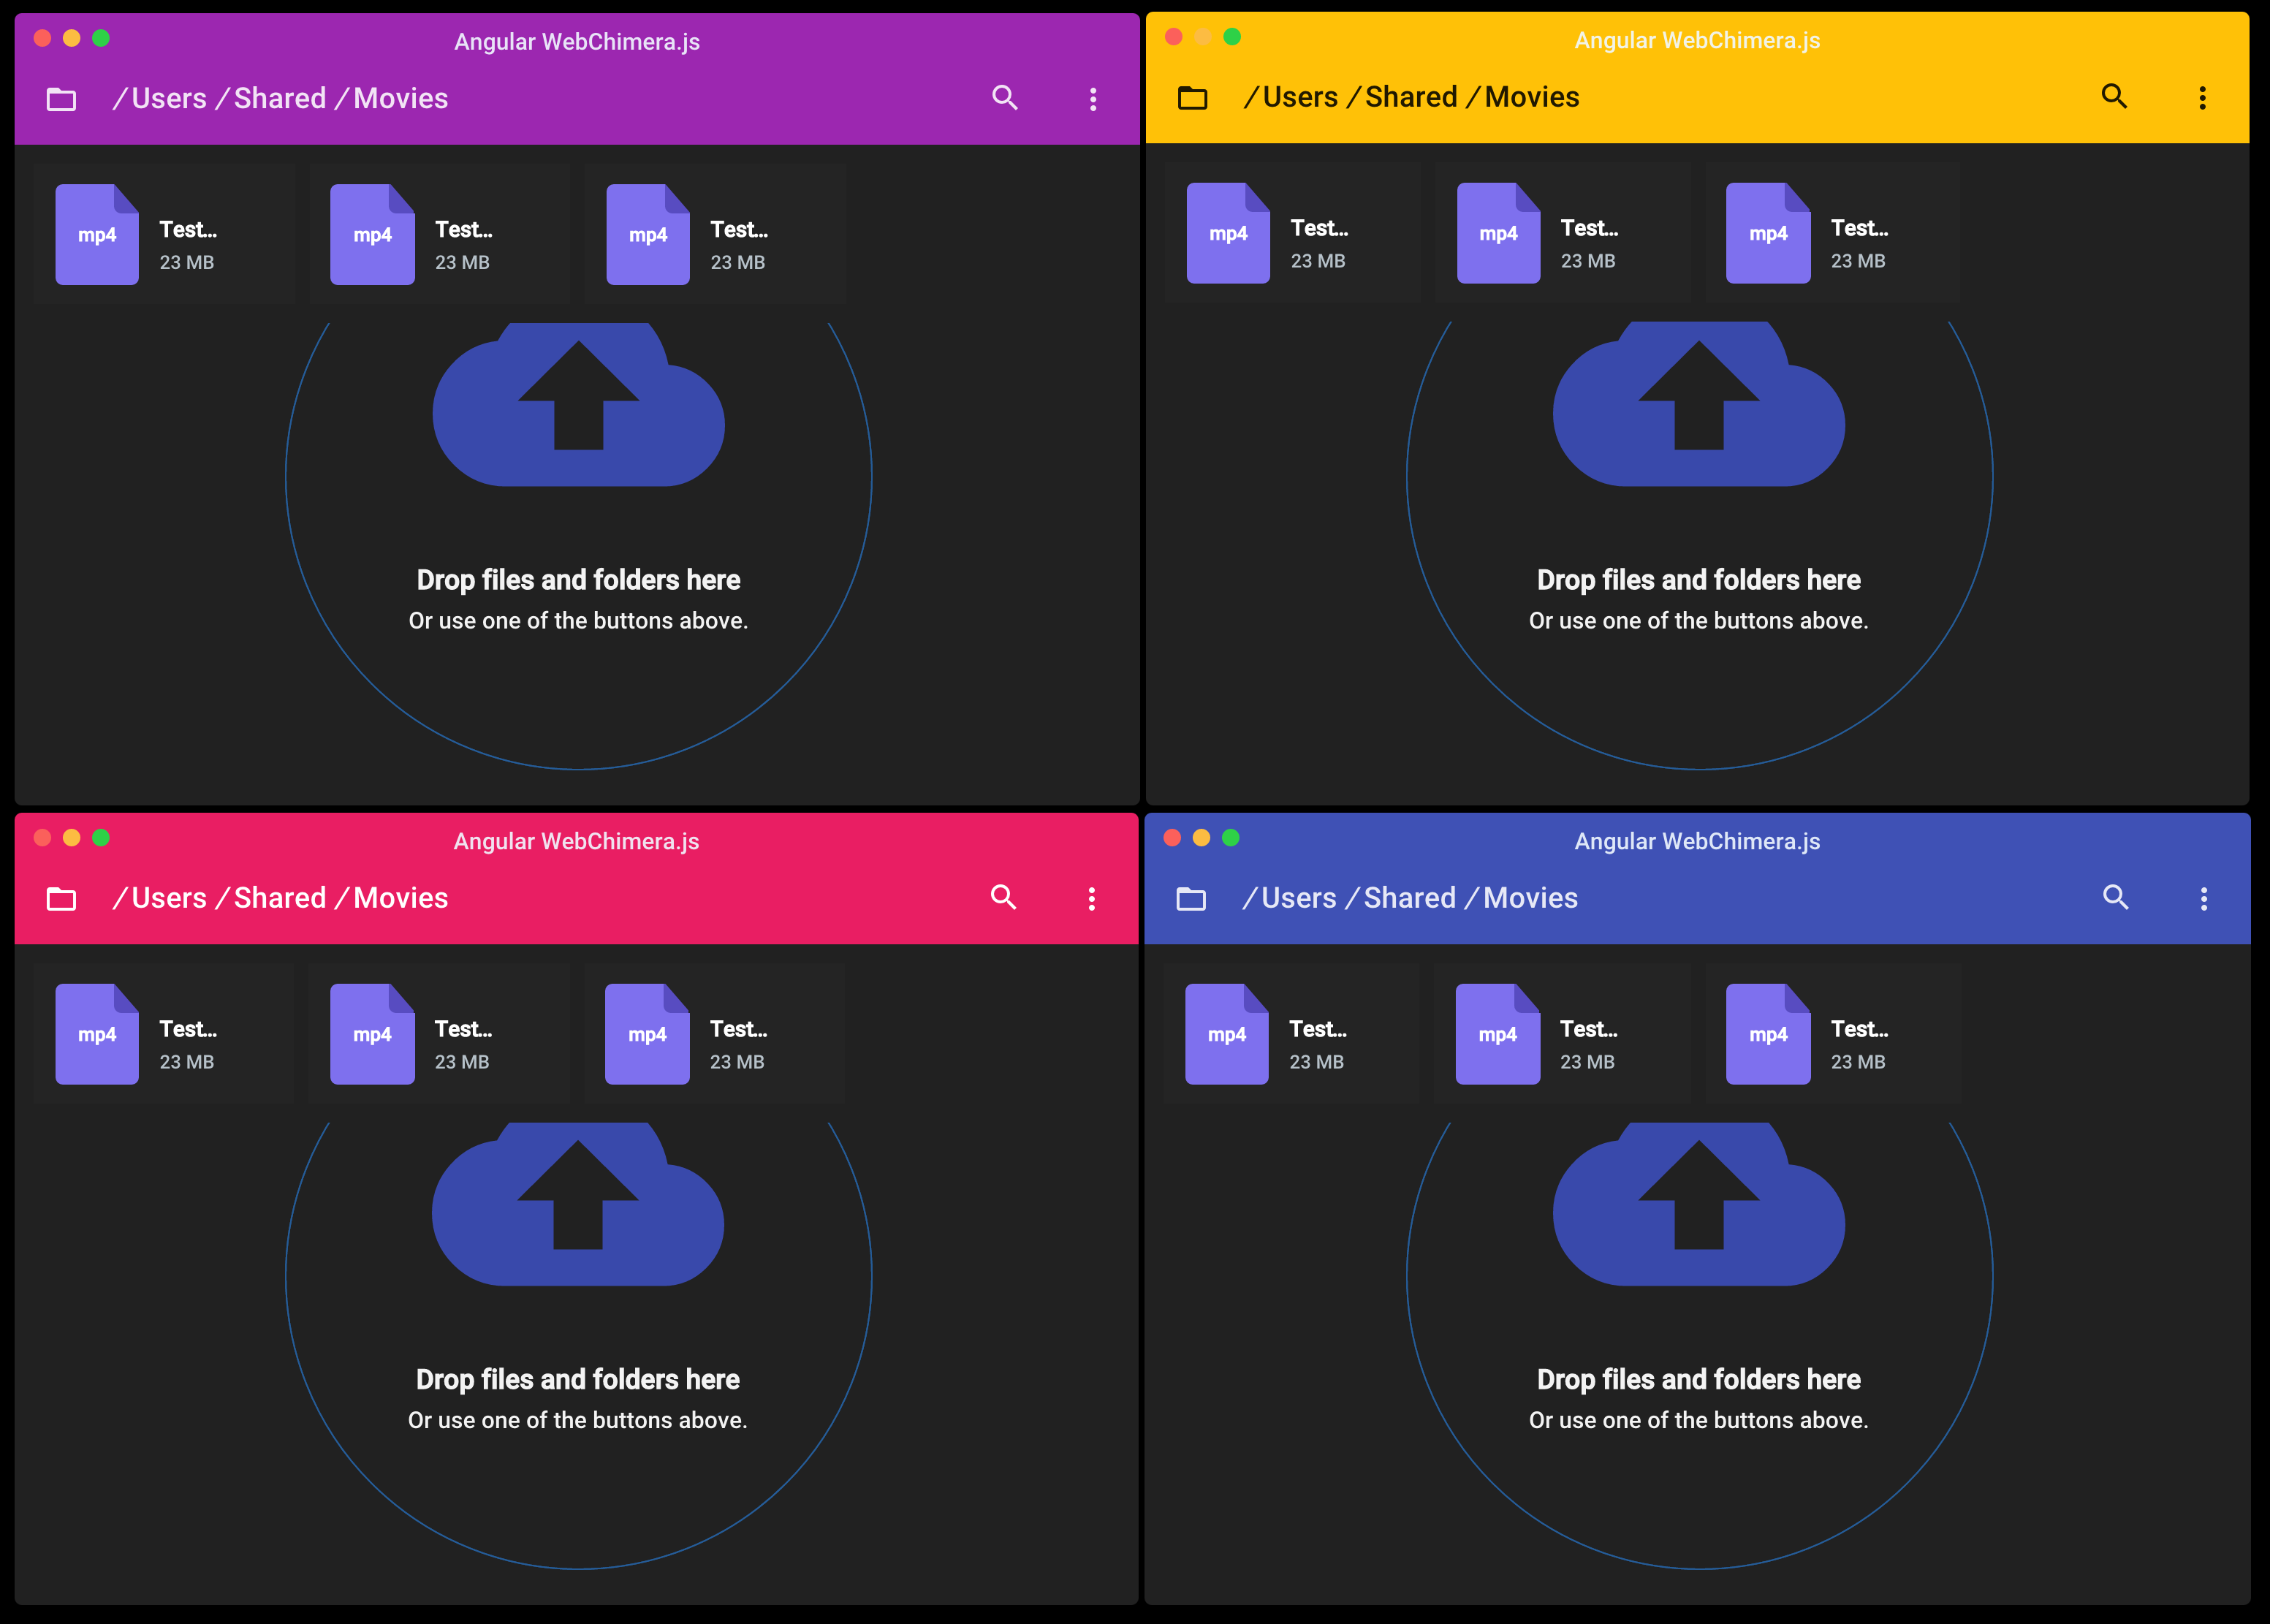 Angular WebChimera.js
/ Users / Shared / Movies
mp4 Test... 23 MB
mp4 Test... 23 MB
mp4 Test... 23 MB
Drop files and folders here
Or use one of the buttons above.
Angular WebChimera.js
/ Users / Shared / Movies
mp4 Test... 23 MB
mp4 Test... 23 MB
mp4 Test... 23 MB
Drop files and folders here
Or use one of the buttons above.
Angular WebChimera.js
/ Users / Shared / Movies
mp4 Test... 23 MB
mp4 Test... 23 MB
mp4 Test... 23 MB
Drop files and folders here
Or use one of the buttons above.
Angular WebChimera.js
/ Users / Shared / Movies
mp4 Test... 23 MB
mp4 Test... 23 MB
mp4 Test... 23 MB
Drop files and folders here
Or use one of the buttons above.